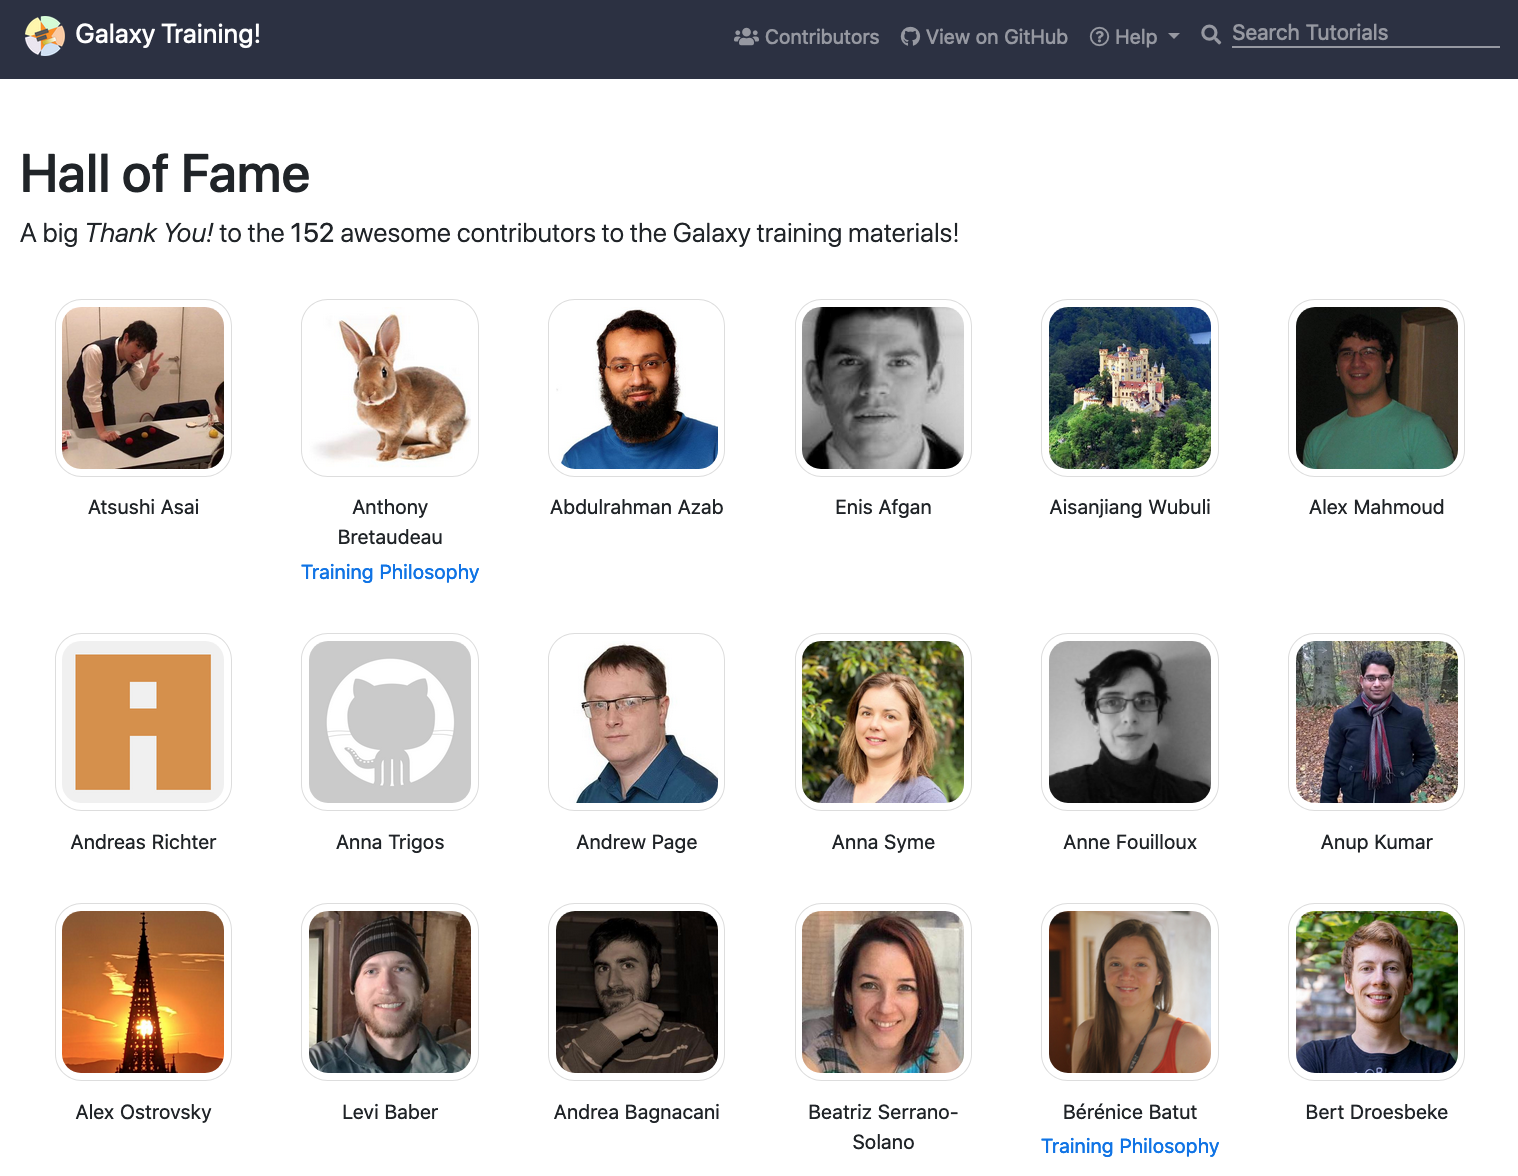 Galaxy Training!
Contributors
View on GitHub
Help
Search Tutorials
Hall of Fame
A big Thank You! to the 152 awesome contributors to the Galaxy training materials!
Atsushi Asai
Anthony
Bretaudeau
Training Philosophy
Abdulrahman Azab
Enis Afgan
Aisanjiang Wubuli
Alex Mahmoud
Andreas Richter
Anna Trigos
Andrew Page
Anna Syme
Anne Fouilloux
Anup Kumar
Alex Ostrovsky
Levi Baber
Andrea Bagnacani
Beatriz Serrano-
Solano
Bérénice Batut
Training Philosophy
Bert Droesbeke